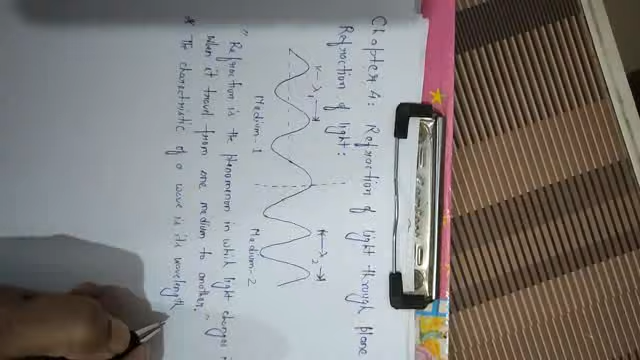 Chapter 4: Refraction of light through plane
Refraction of light:
λ1
λ2
Medium-1
Medium-2
" Refraction is the phenomenon in which light changes
when it travel from one medium to another. "
* The characteristic of a wave is its wavelength